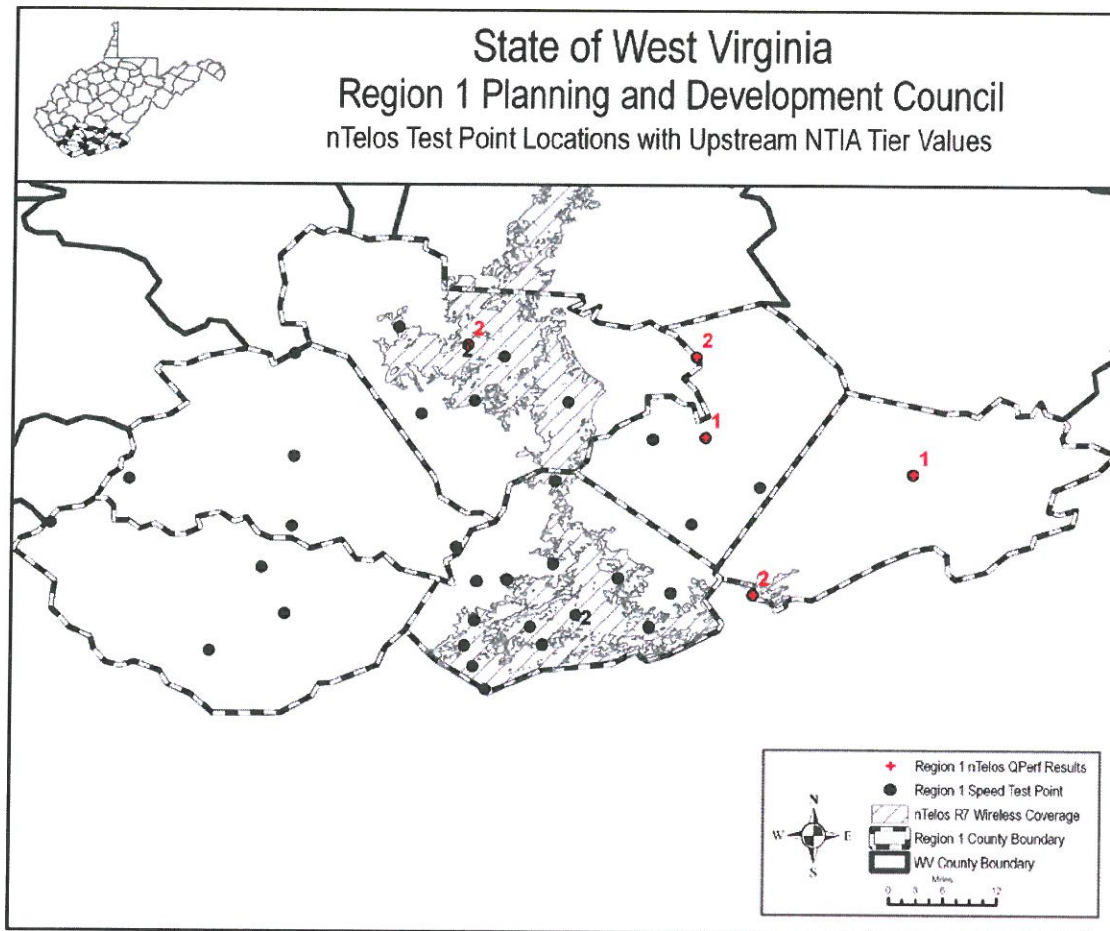 State of West Virginia
Region 1 Planning and Development Council
nTelos Test Point Locations with Upstream NTIA Tier Values
2
2
2
1
1
2
2
Region 1 nTelos QPerf Results
Region 1 Speed Test Point
nTelos R7 Wireless Coverage
Region 1 County Boundary
WV County Boundary
N
W E
S
Miles
0 3 6 12